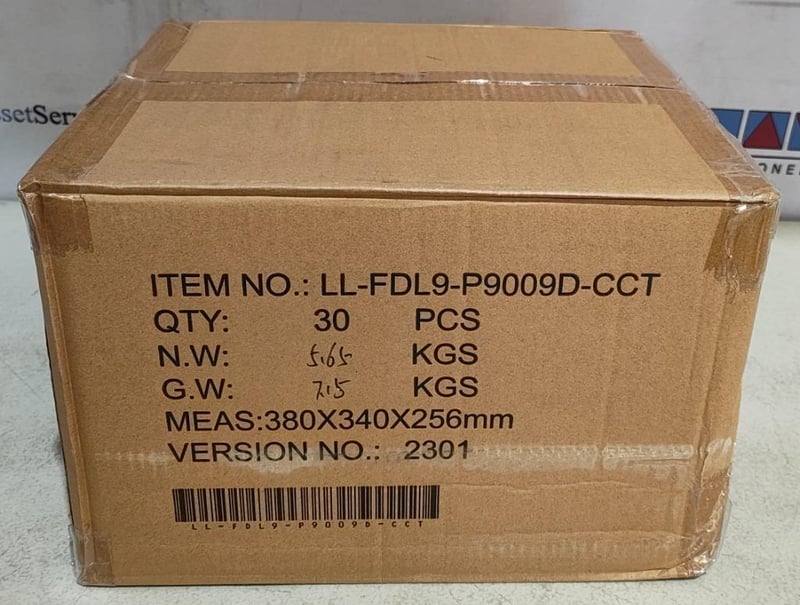 ITEM NO.: LL-FDL9-P9009D-CCT
QTY: 30 PCS
N.W: 5.65 KGS
G.W: 7.15 KGS
MEAS:380X340X256mm
VERSION NO.: 2301
LL-FDL9-P9009D-CCT